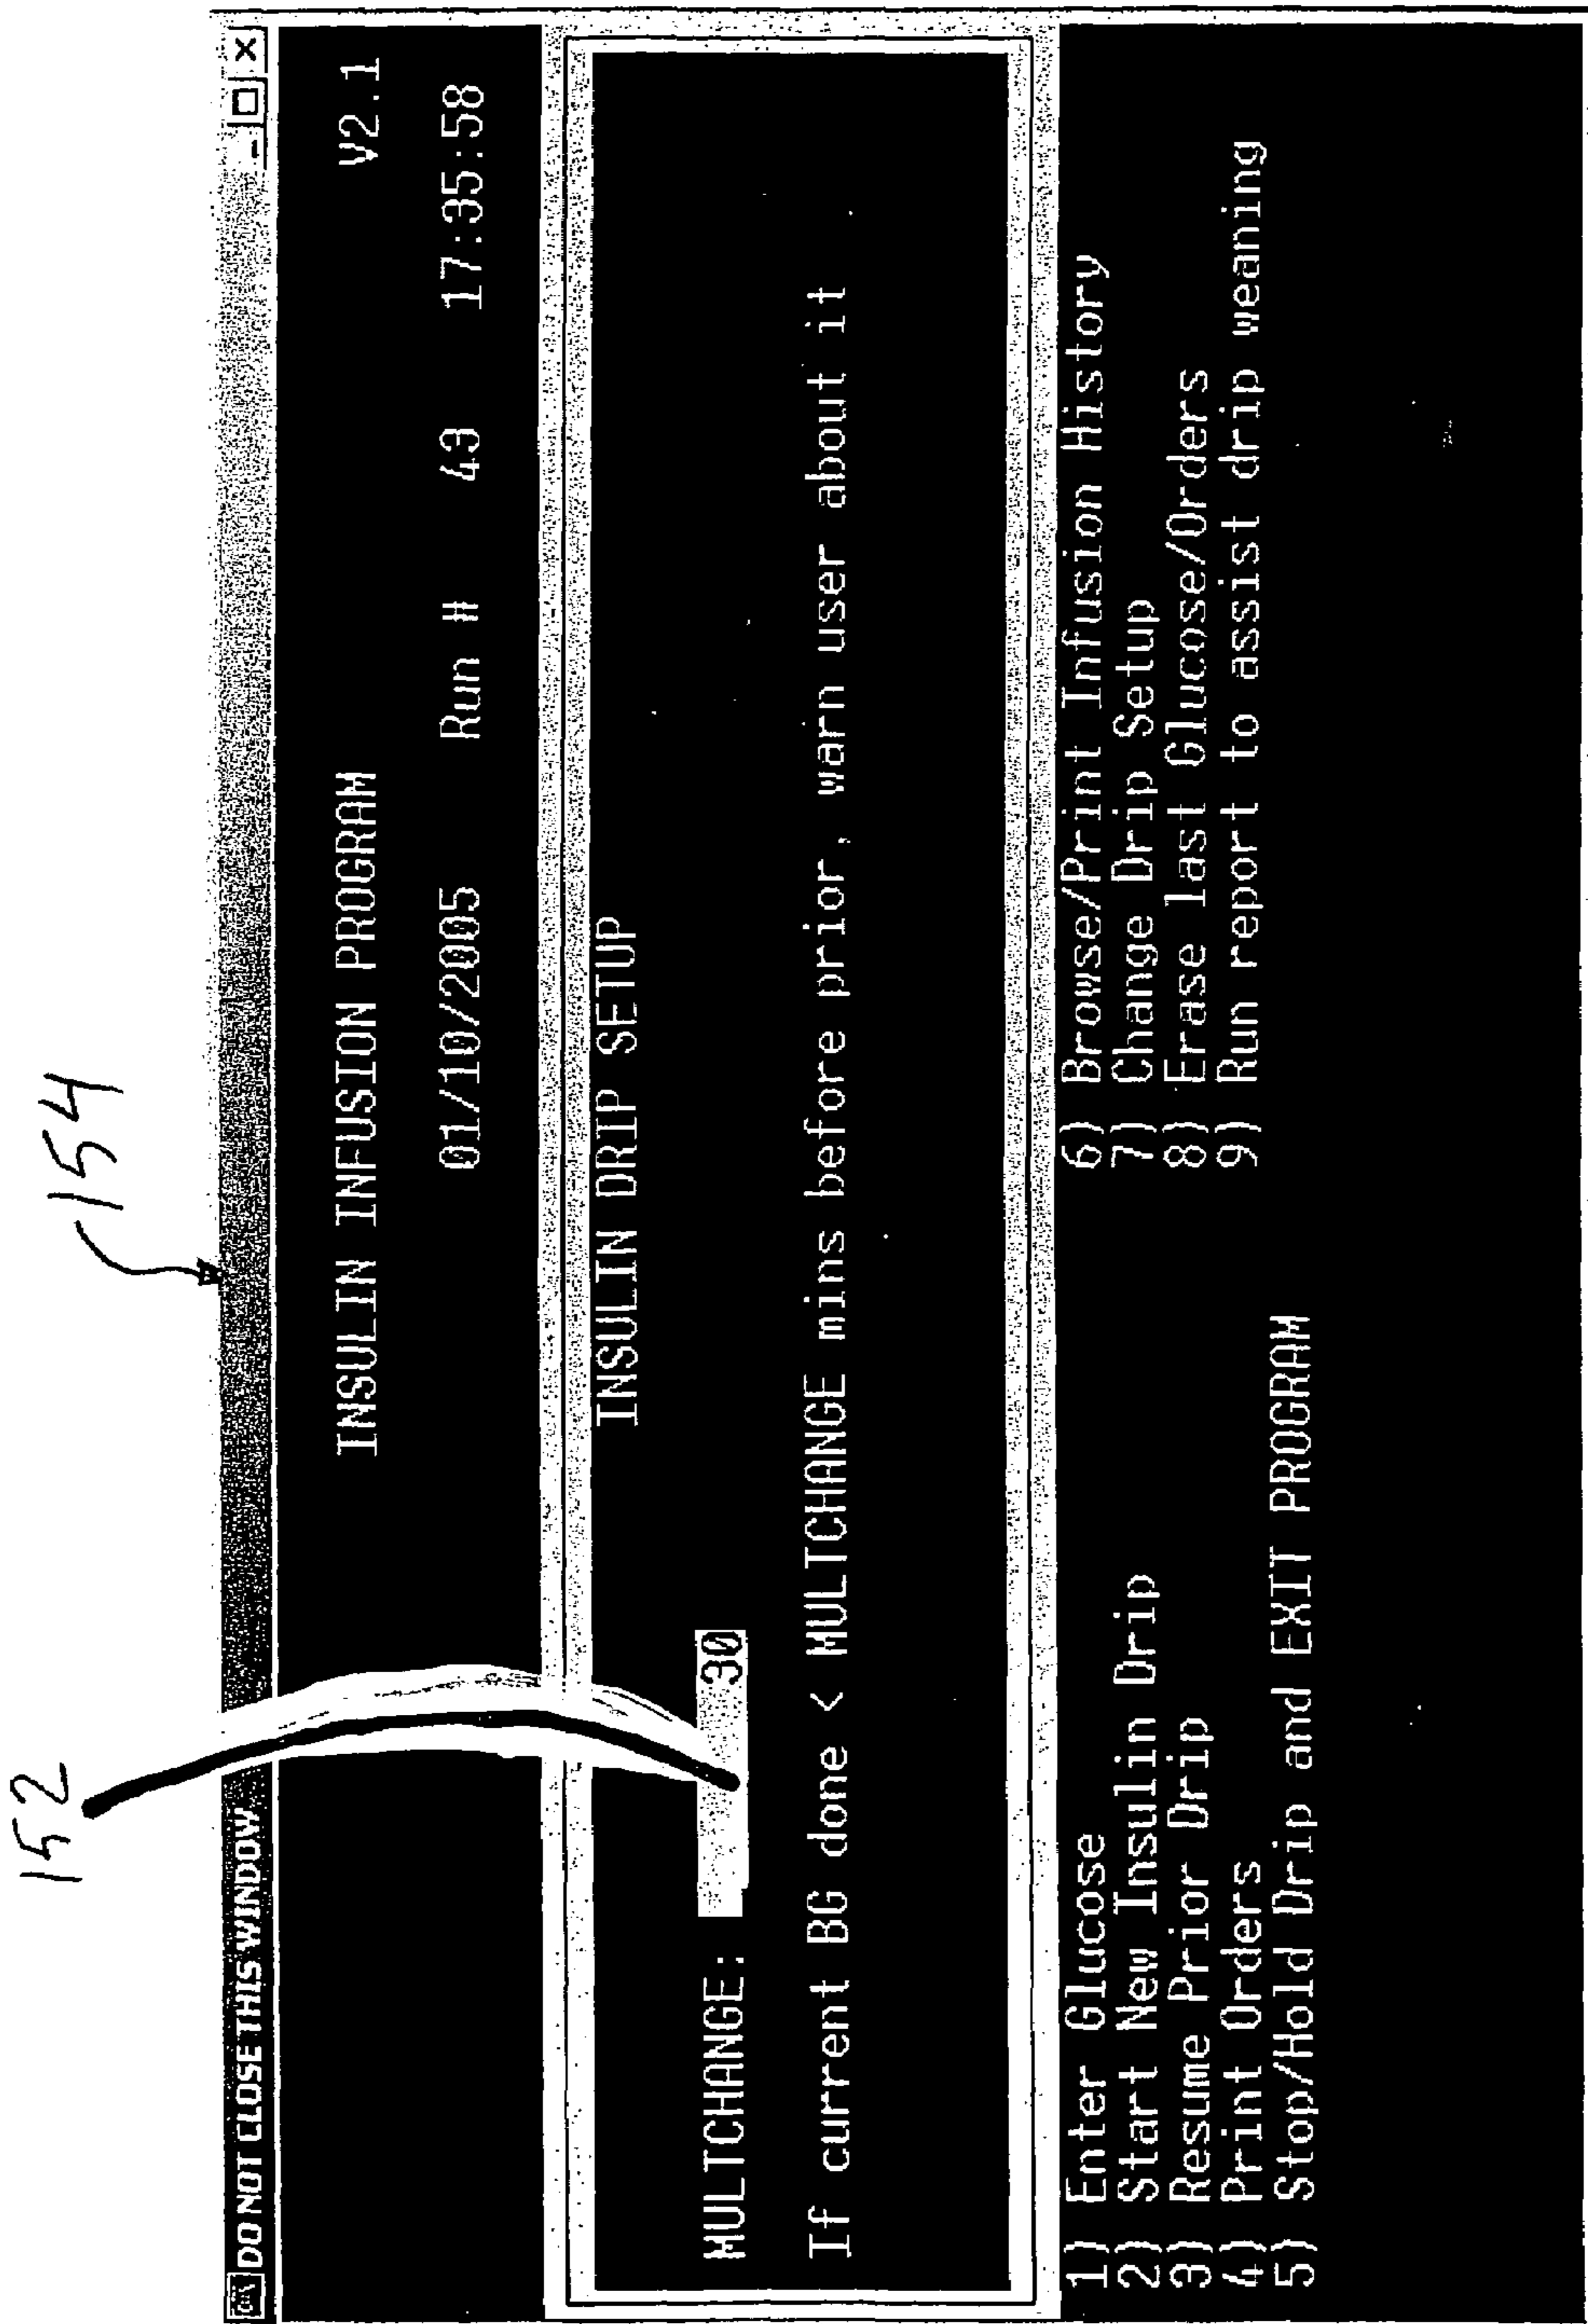 152
154
DO NOT CLOSE THIS WINDOW
INSULIN INFUSION PROGRAM V2.1
01/10/2005 Run # 43 17:35:58
INSULIN DRIP SETUP
MULTCHANGE: 30
If current BG done < MULTCHANGE mins before prior, warn user about it
1) Enter Glucose
2) Start New Insulin Drip
3) Resume Prior Drip
4) Print Orders
5) Stop/Hold Drip and EXIT PROGRAM
6) Browse/Print Infusion History
7) Change Drip Setup
8) Erase last Glucose/Orders
9) Run report to assist drip weaning